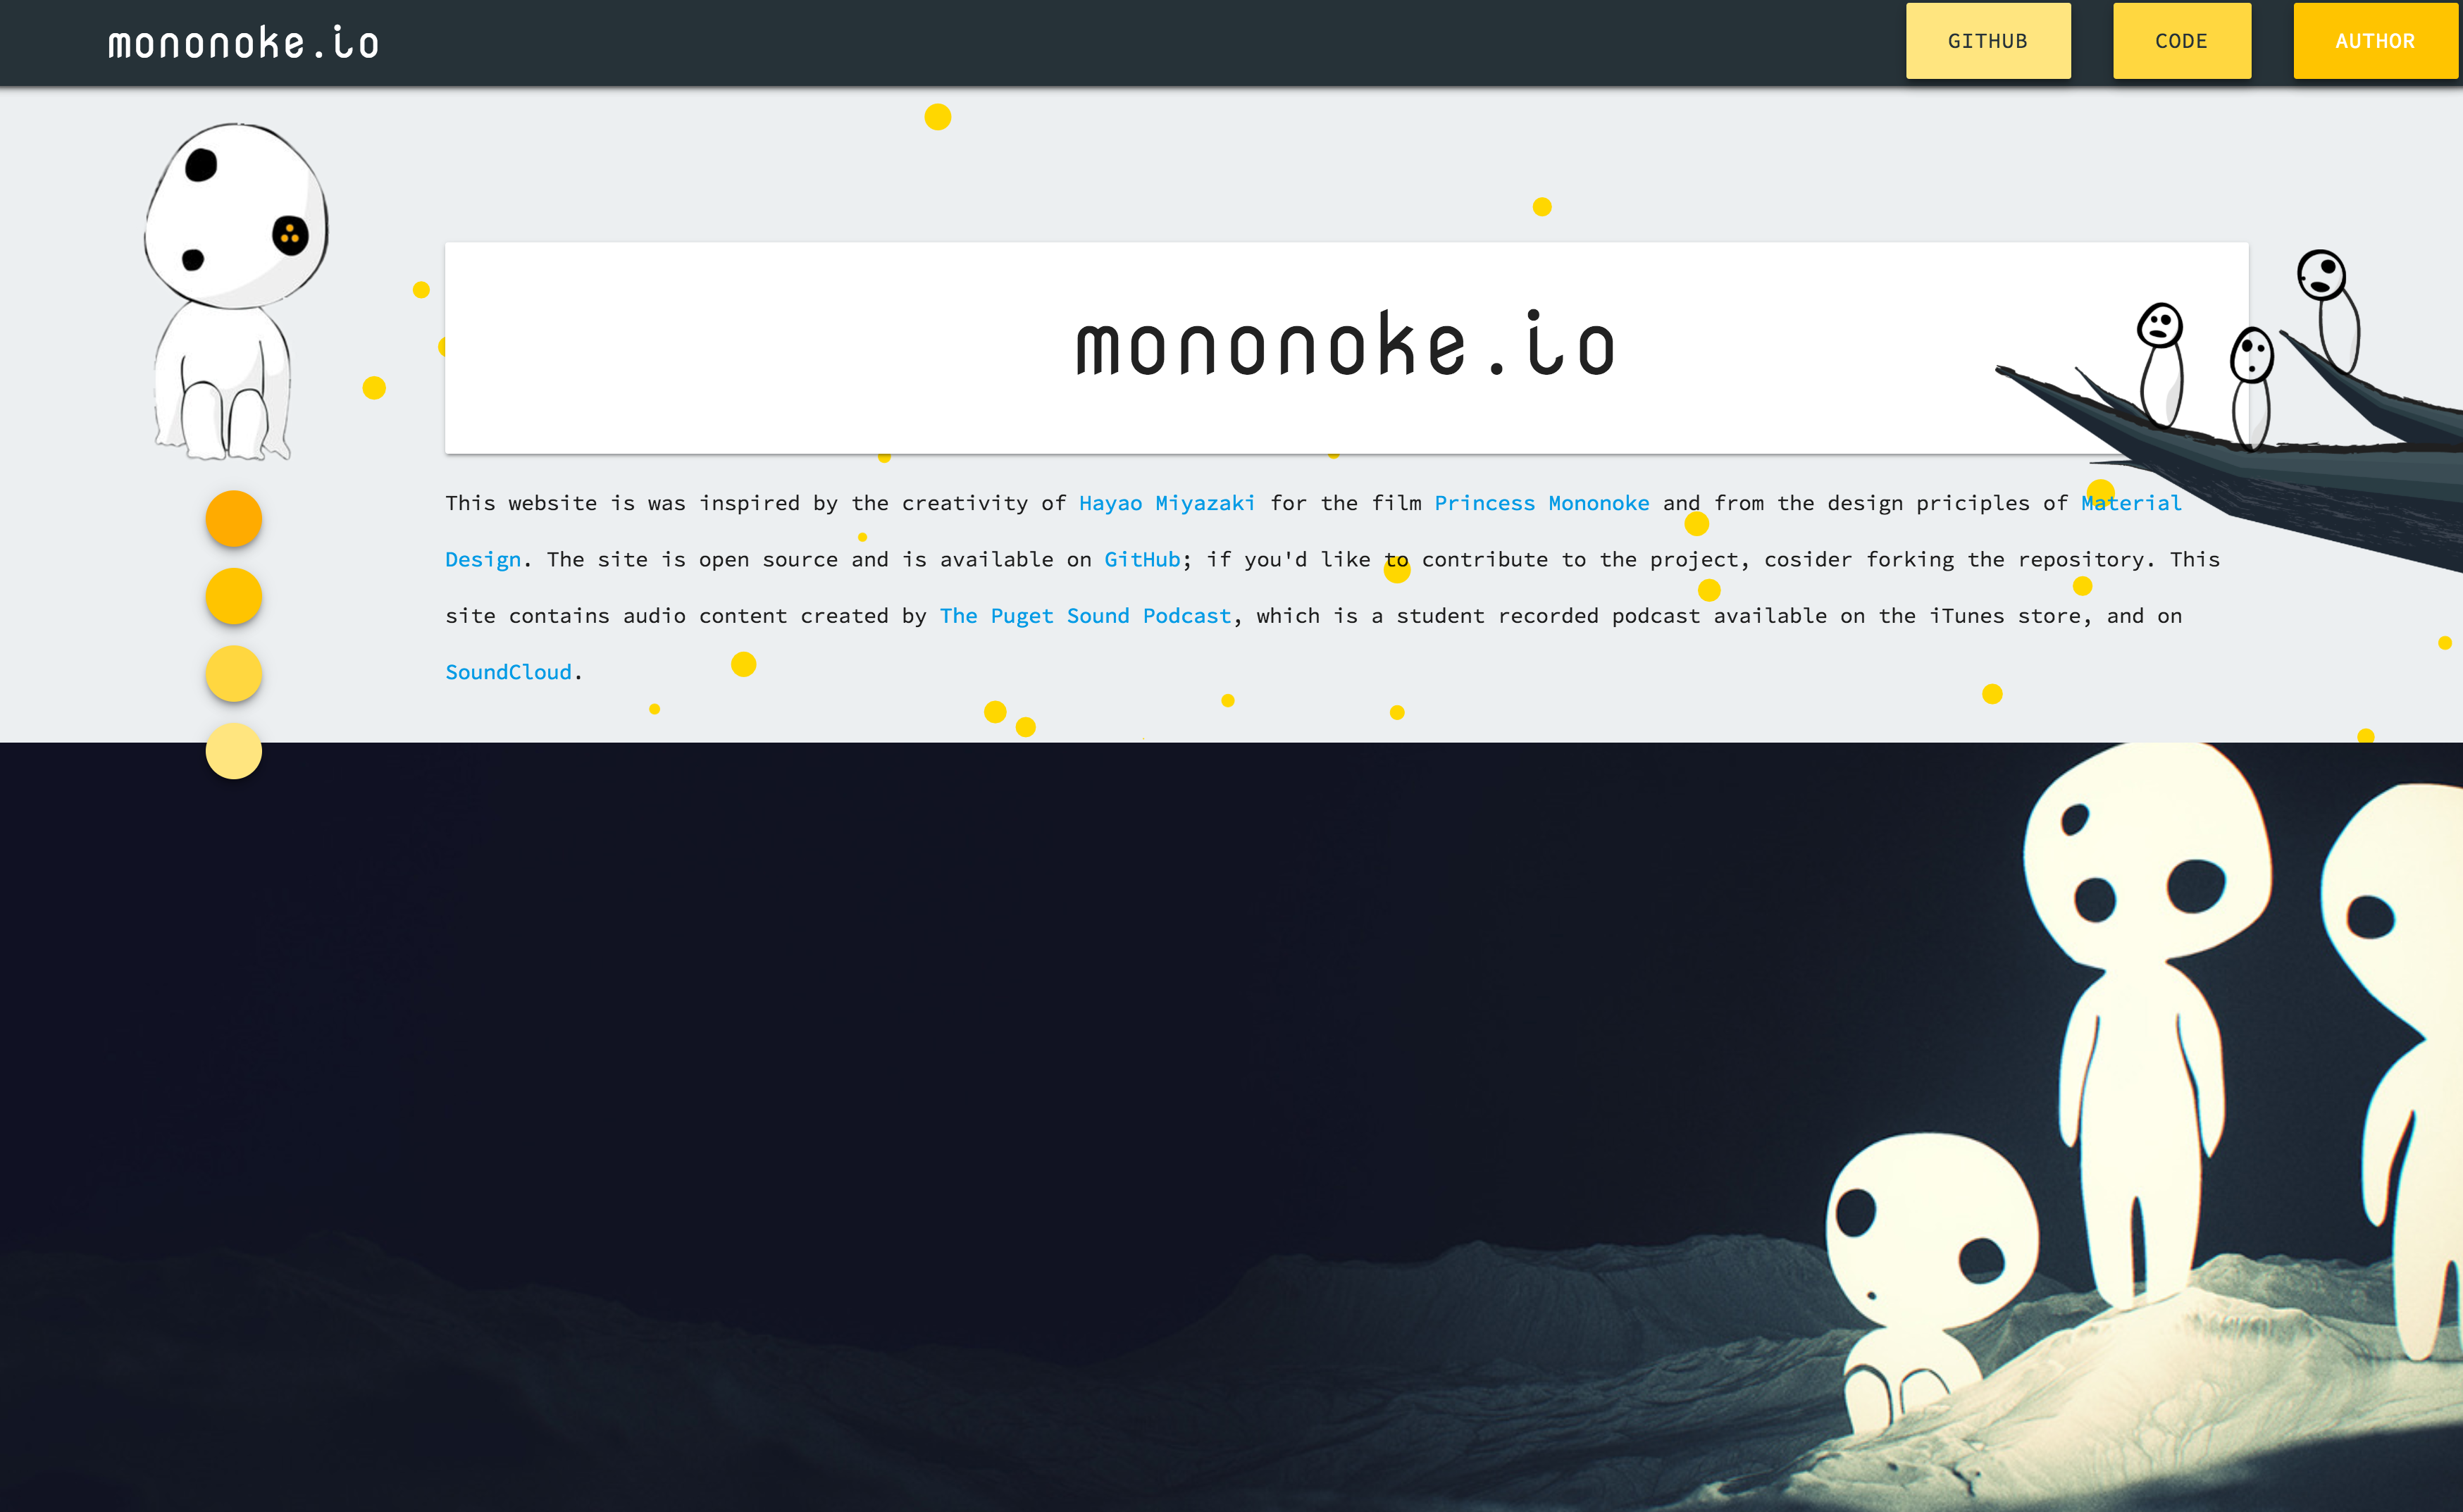 mononoke.io
GITHUB
CODE
AUTHOR
mononoke.io
This website is was inspired by the creativity of Hayao Miyazaki for the film Princess Mononoke and from the design priciples of Material
Design. The site is open source and is available on GitHub; if you'd like to contribute to the project, cosider forking the repository. This
site contains audio content created by The Puget Sound Podcast, which is a student recorded podcast available on the iTunes store, and on
SoundCloud.